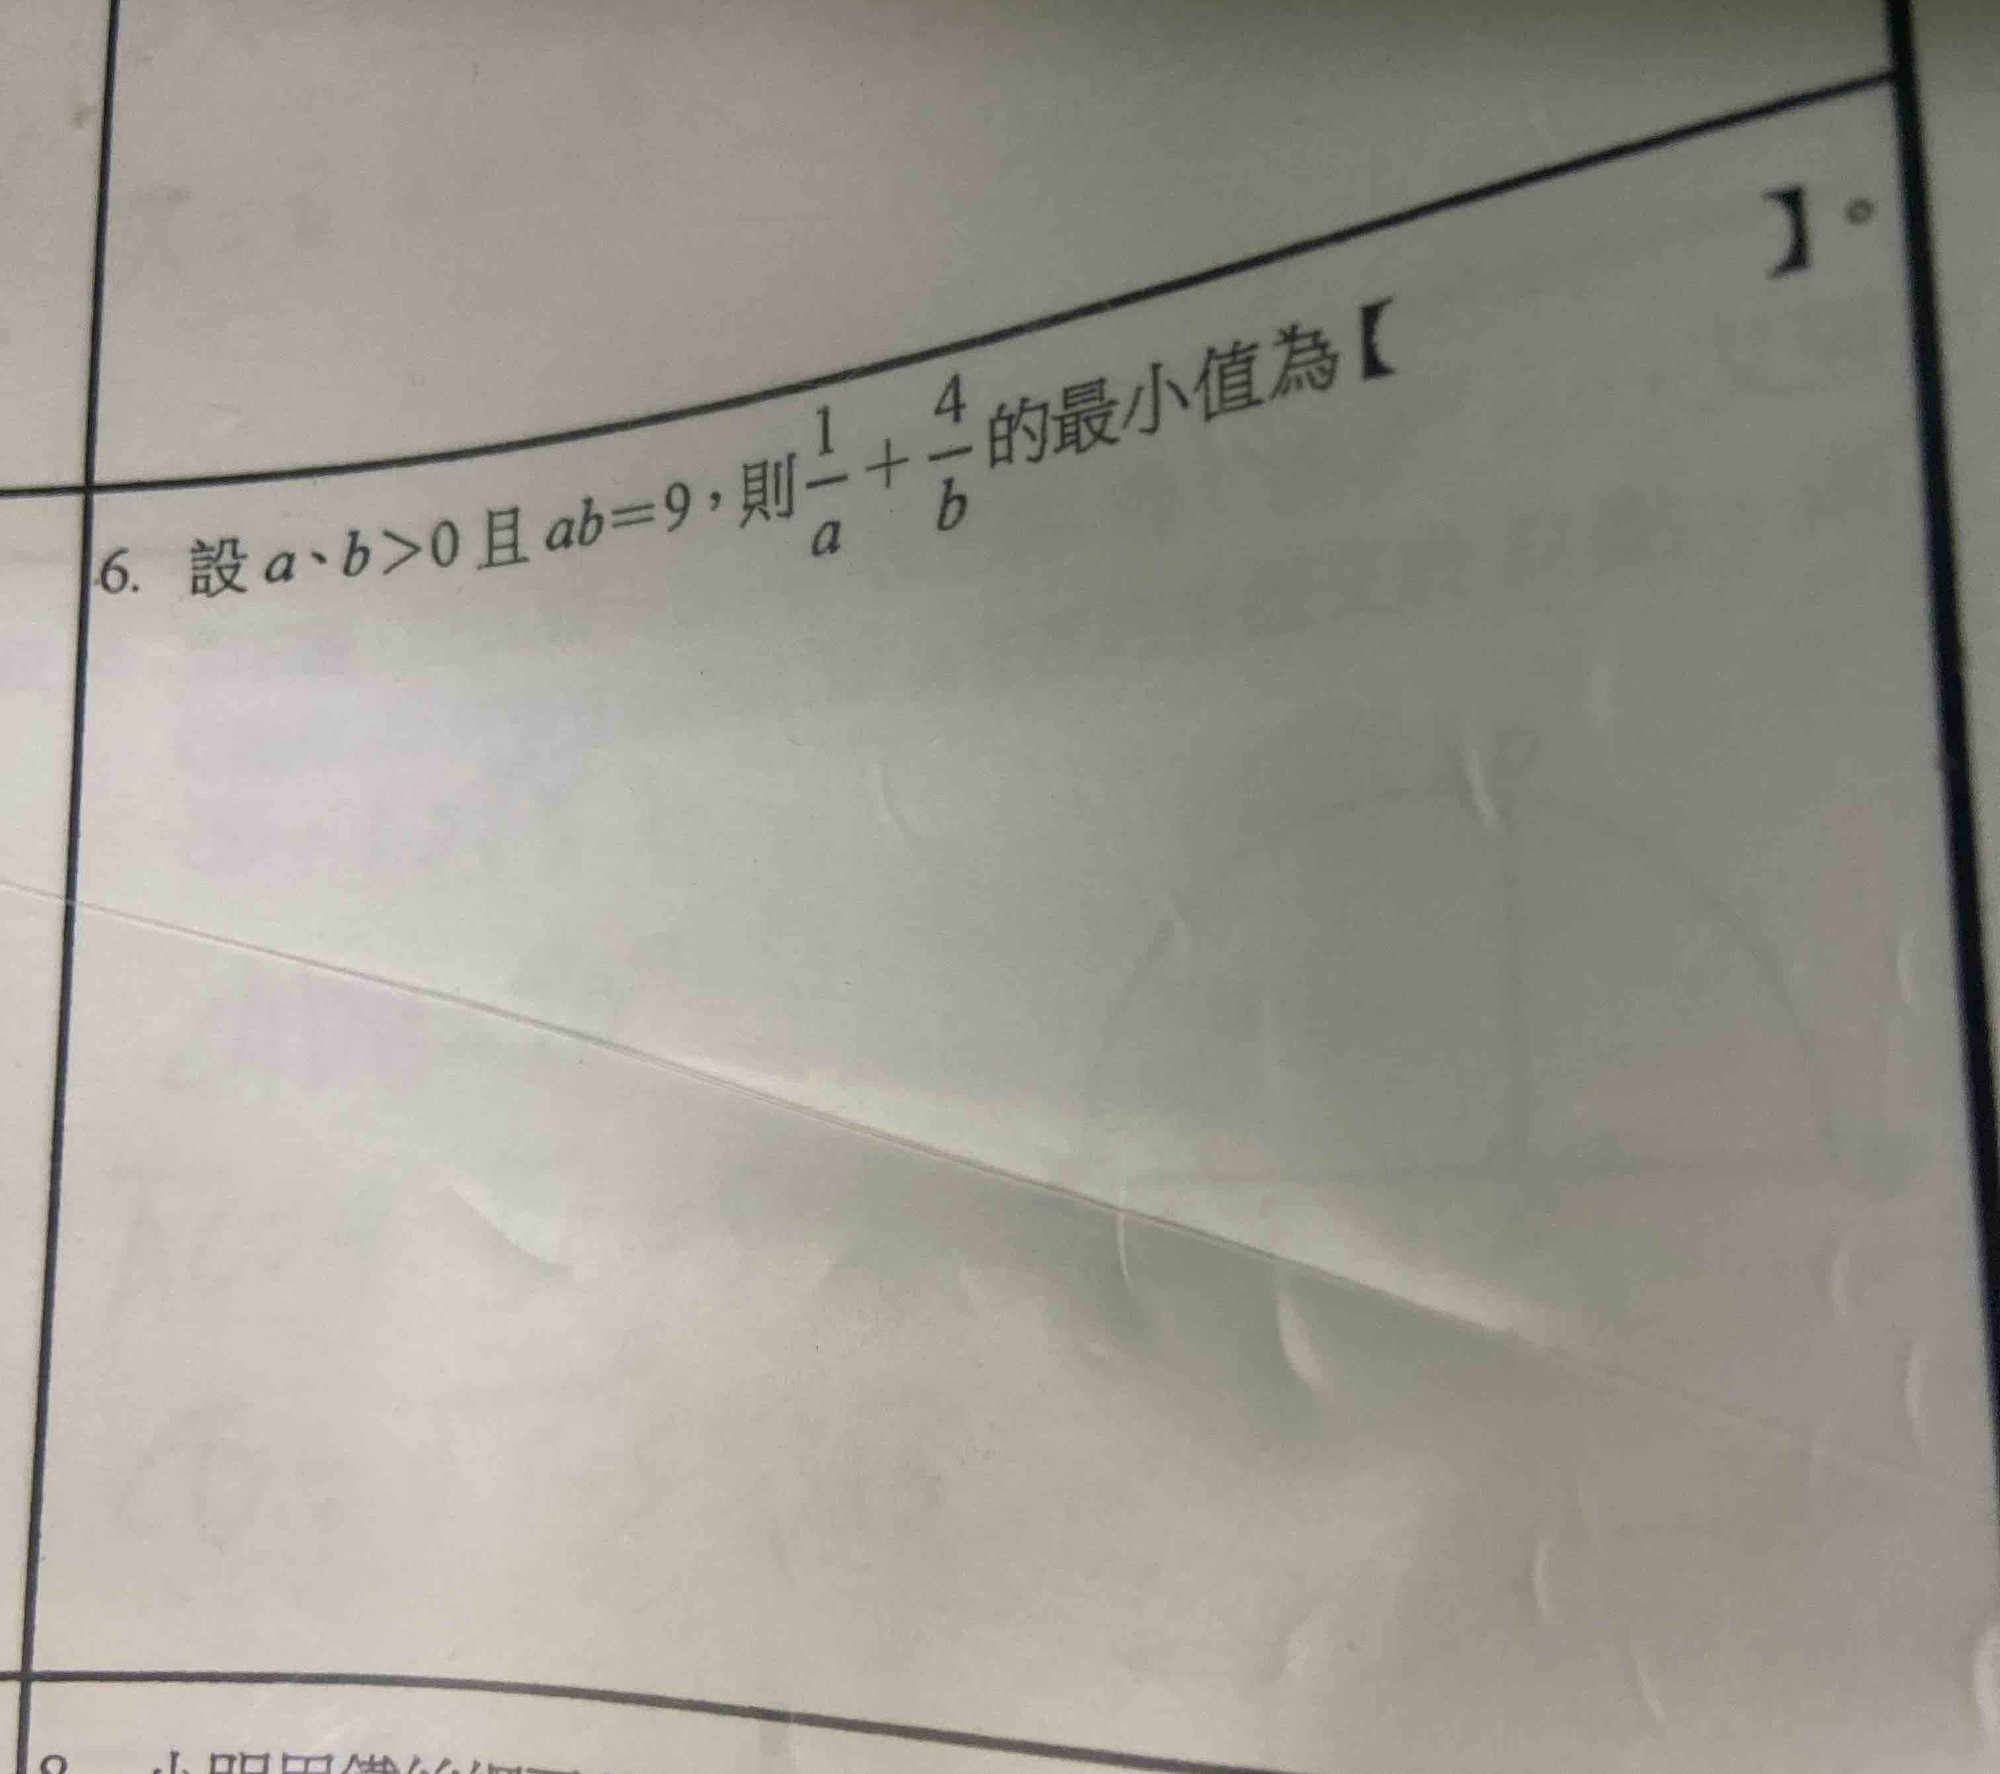 6. 設 a、b>0 且 ab=9，則 1/a + 4/b 的最小值為【 】。